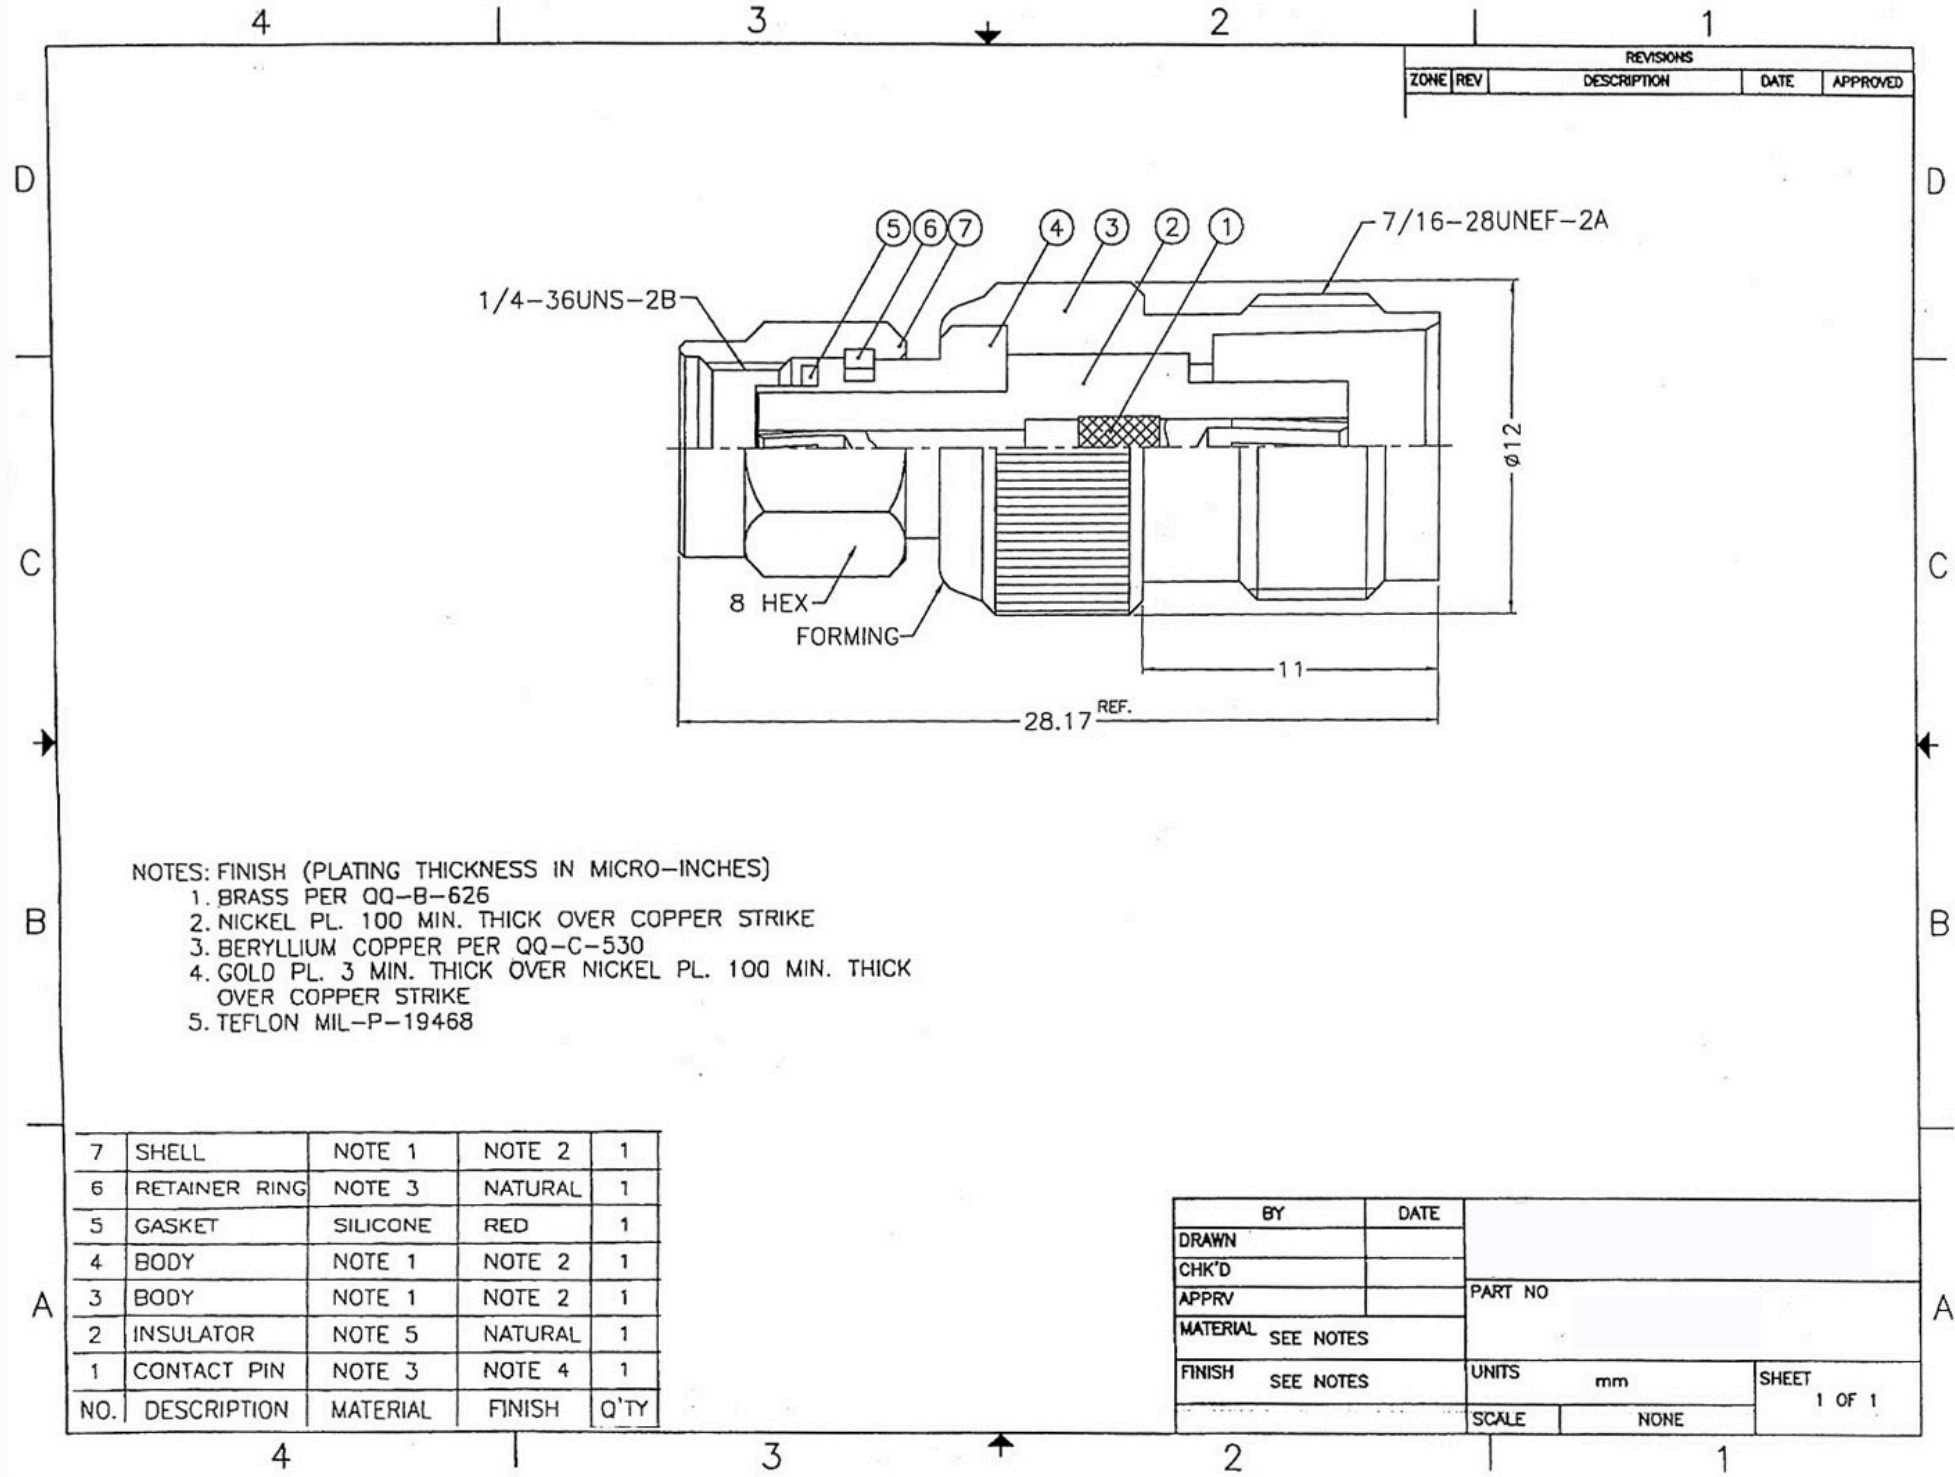 4 3 2 1
REVISIONS
ZONE REV DESCRIPTION DATE APPROVED
D D
5 6 7 4 3 2 1
7/16-28UNEF-2A
1/4-36UNS-2B
ø12
C C
8 HEX
FORMING
11
28.17 REF.
NOTES: FINISH (PLATING THICKNESS IN MICRO-INCHES)
1. BRASS PER QQ-B-626
2. NICKEL PL. 100 MIN. THICK OVER COPPER STRIKE
B B
3. BERYLLIUM COPPER PER QQ-C-530
4. GOLD PL. 3 MIN. THICK OVER NICKEL PL. 100 MIN. THICK
OVER COPPER STRIKE
5. TEFLON MIL-P-19468
7 SHELL NOTE 1 NOTE 2 1
6 RETAINER RING NOTE 3 NATURAL 1
5 GASKET SILICONE RED 1
4 BODY NOTE 1 NOTE 2 1
3 BODY NOTE 1 NOTE 2 1
2 INSULATOR NOTE 5 NATURAL 1
1 CONTACT PIN NOTE 3 NOTE 4 1
NO. DESCRIPTION MATERIAL FINISH Q'TY
A A
BY DATE
DRAWN
CHK'D
APPRV
PART NO
MATERIAL SEE NOTES
FINISH SEE NOTES
UNITS mm
SHEET 1 OF 1
SCALE NONE
4 3 2 1